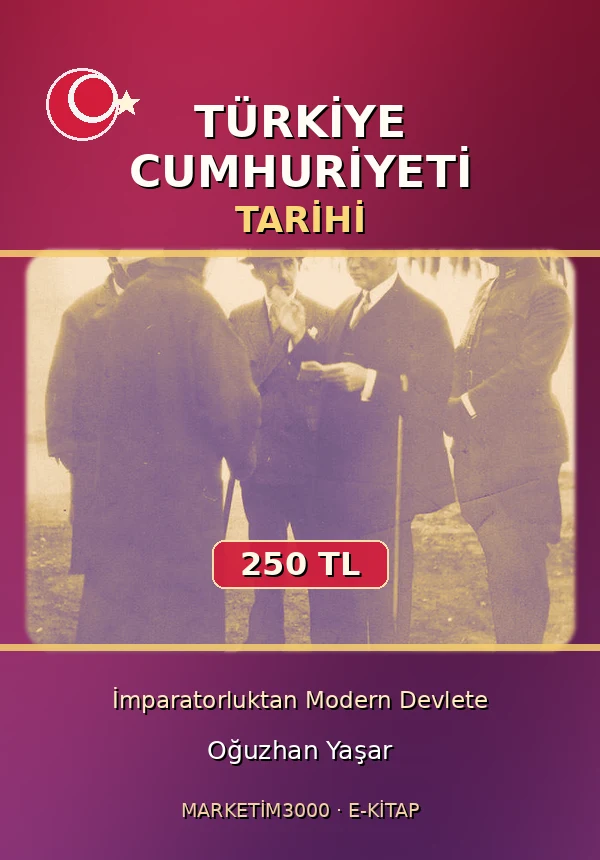 TÜRKİYE
CUMHURİYETİ
TARİHİ
250 TL
İmparatorluktan Modern Devlete
Oğuzhan Yaşar
MARKETİM3000 · E-KİTAP